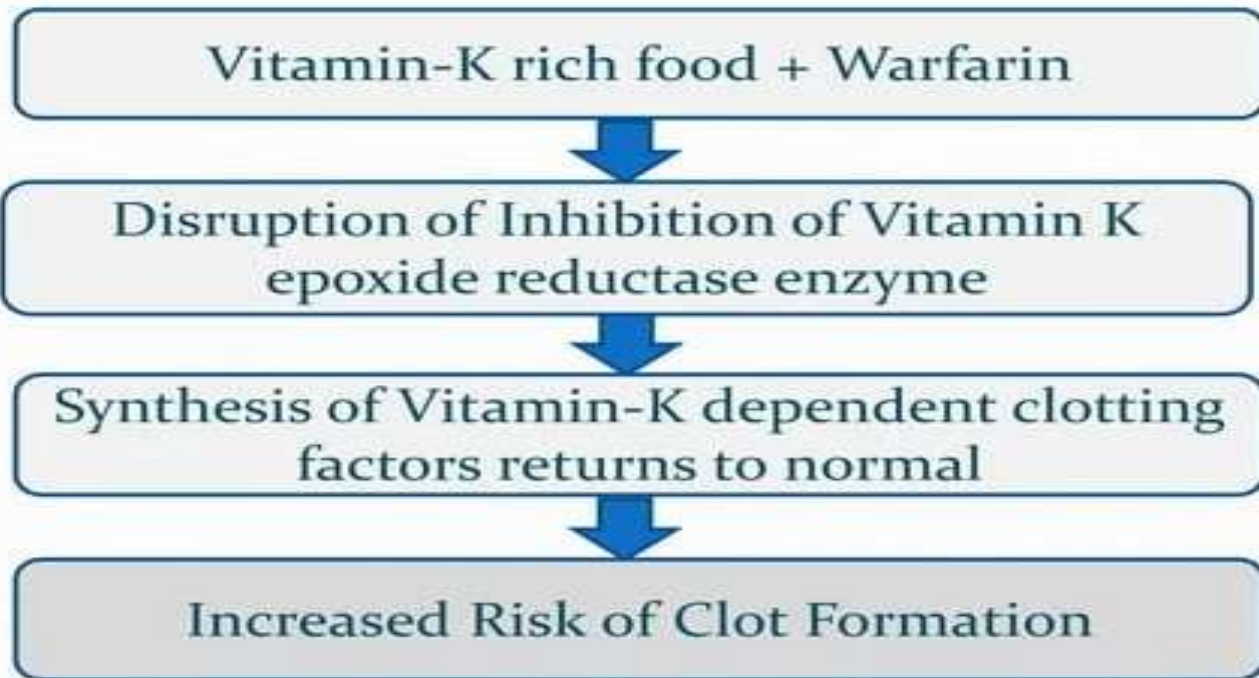 Vitamin-K rich food + Warfarin
Disruption of Inhibition of Vitamin K
epoxide reductase enzyme
Synthesis of Vitamin-K dependent clotting
factors returns to normal
Increased Risk of Clot Formation